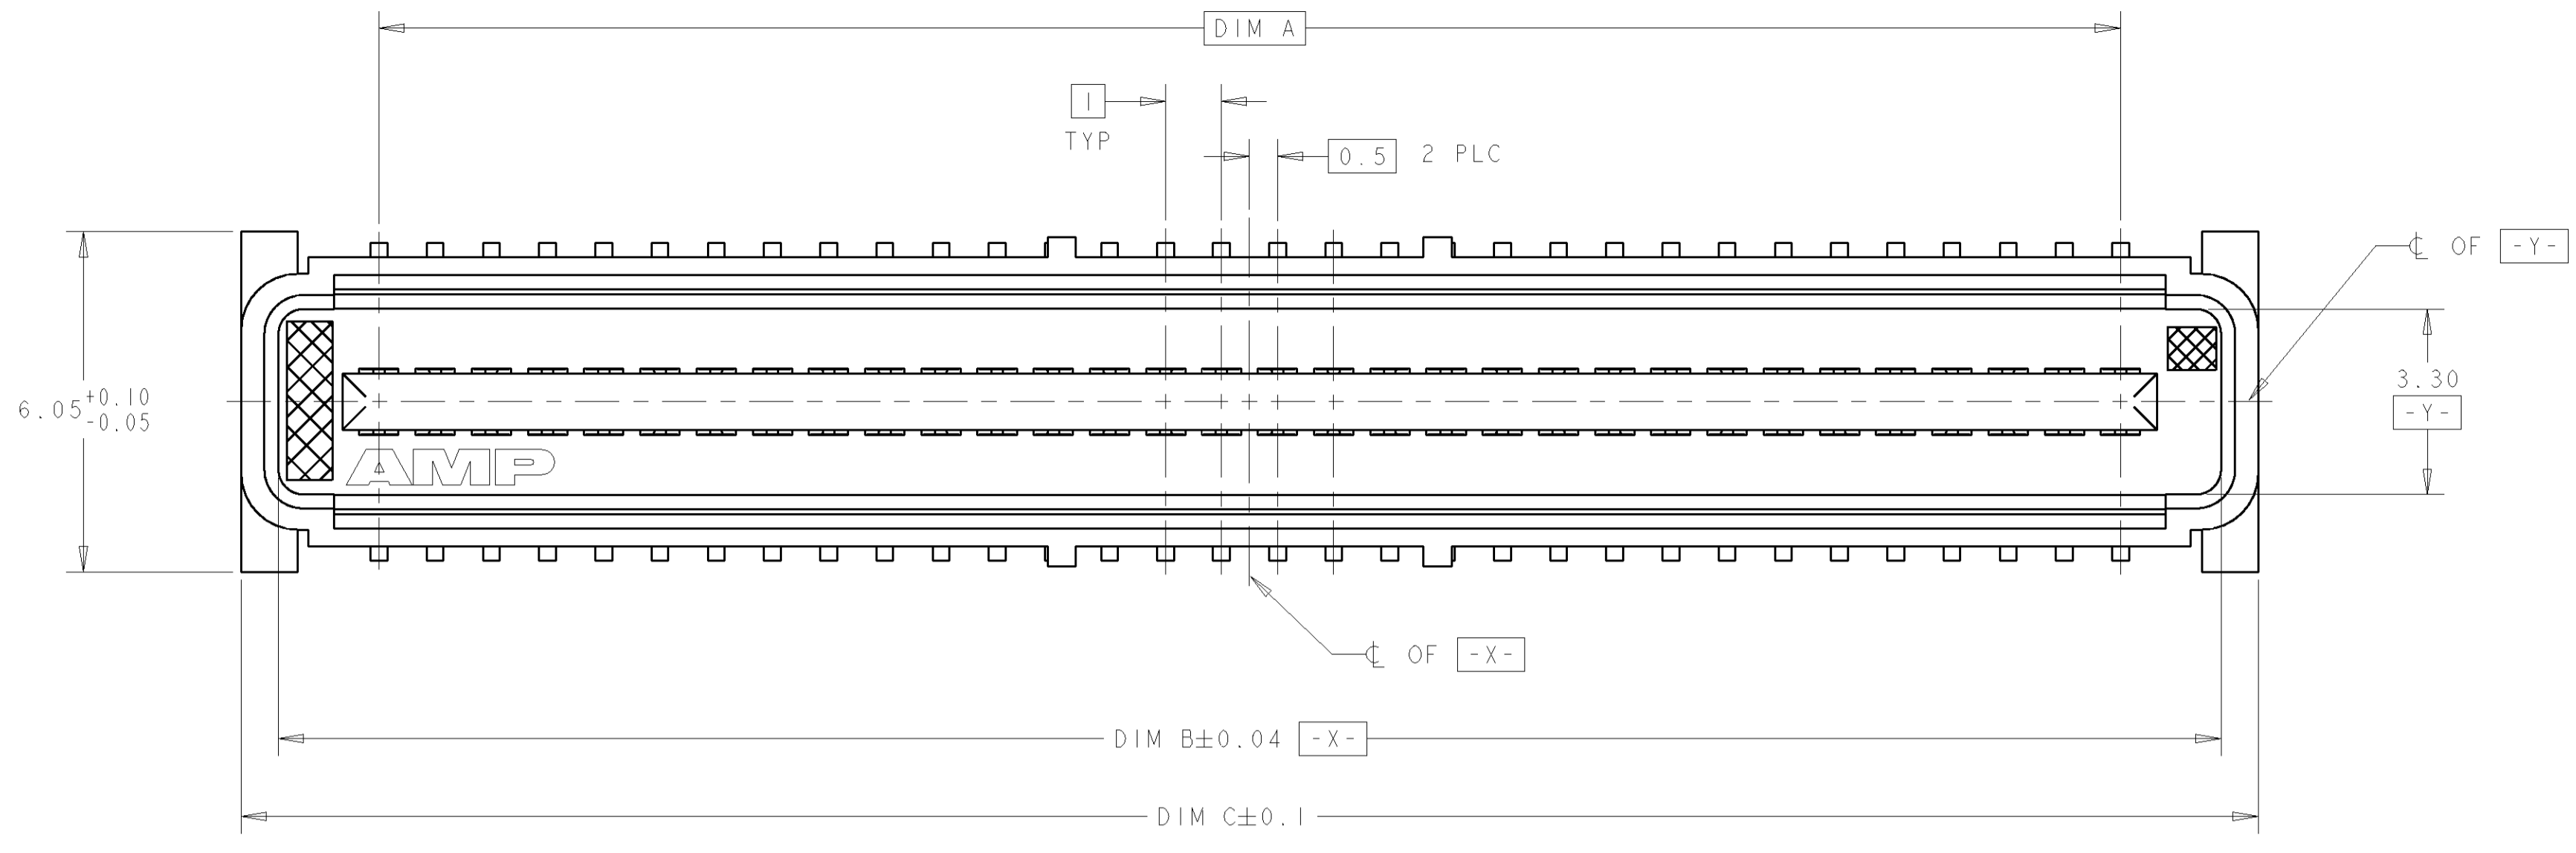 DIM A
1
TYP
0.5 2 PLC
℄ OF -Y-
6.05 +0.10 -0.05
3.30
-Y-
AMP
℄ OF -X-
DIM B±0.04 -X-
DIM C±0.1